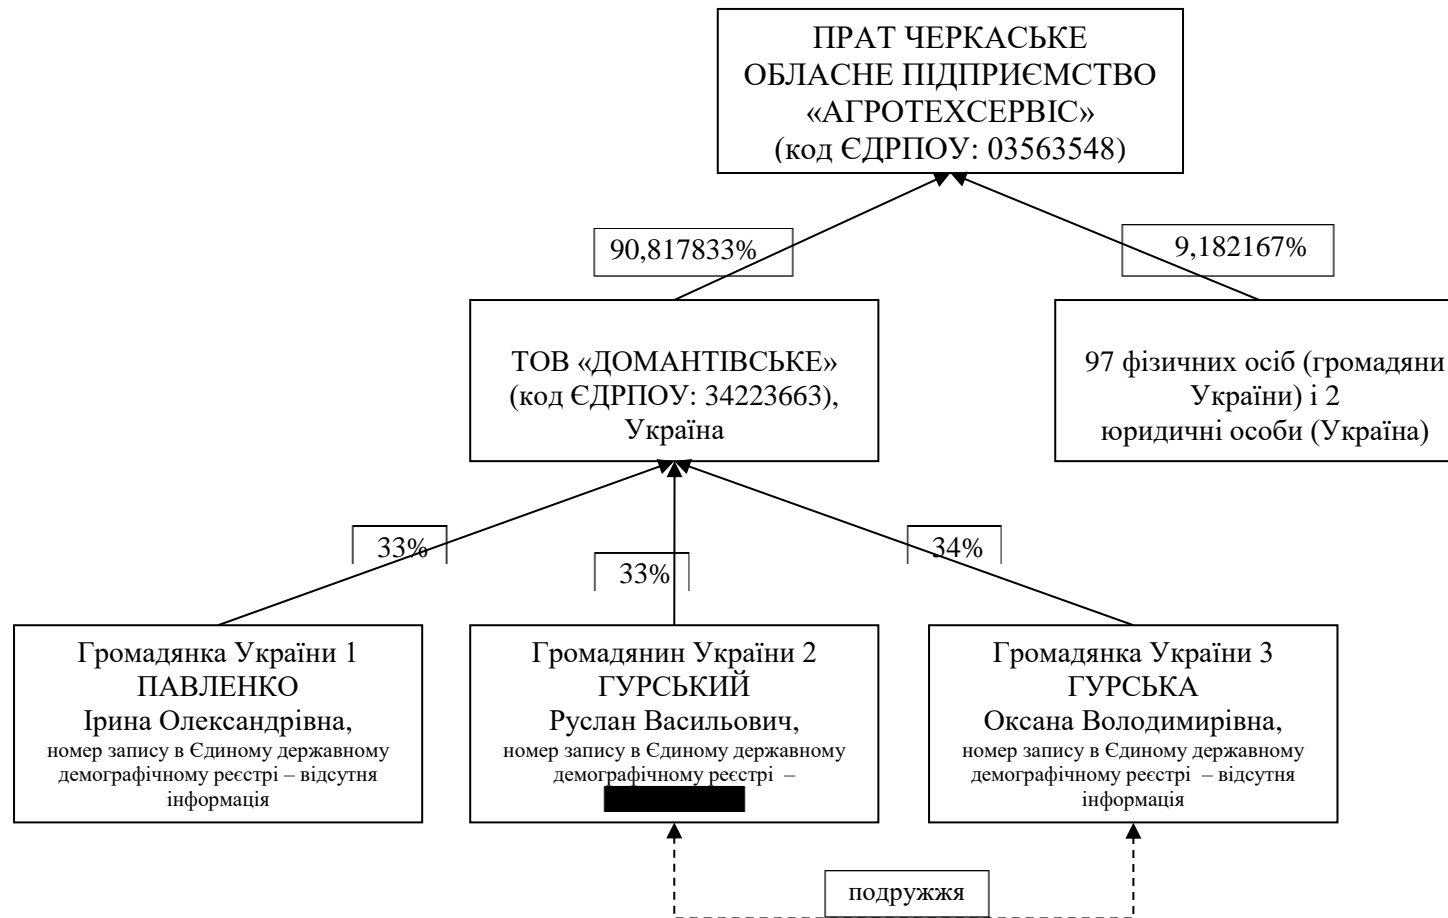 ПРАТ ЧЕРКАСЬКЕ
ОБЛАСНЕ ПІДПРИЄМСТВО
«АГРОТЕХСЕРВІС»
(код ЄДРПОУ: 03563548)
90,817833%
9,182167%
ТОВ «ДОМАНТІВСЬКЕ»
(код ЄДРПОУ: 34223663),
Україна
97 фізичних осіб (громадяни
України) і 2
юридичні особи (Україна)
33%
33%
34%
Громадянка України 1
ПАВЛЕНКО
Ірина Олександрівна,
номер запису в Єдиному державному
демографічному реєстрі – відсутня
інформація
Громадянин України 2
ГУРСЬКИЙ
Руслан Васильович,
номер запису в Єдиному державному
демографічному реєстрі –
Громадянка України 3
ГУРСЬКА
Оксана Володимирівна,
номер запису в Єдиному державному
демографічному реєстрі – відсутня
інформація
подружжя